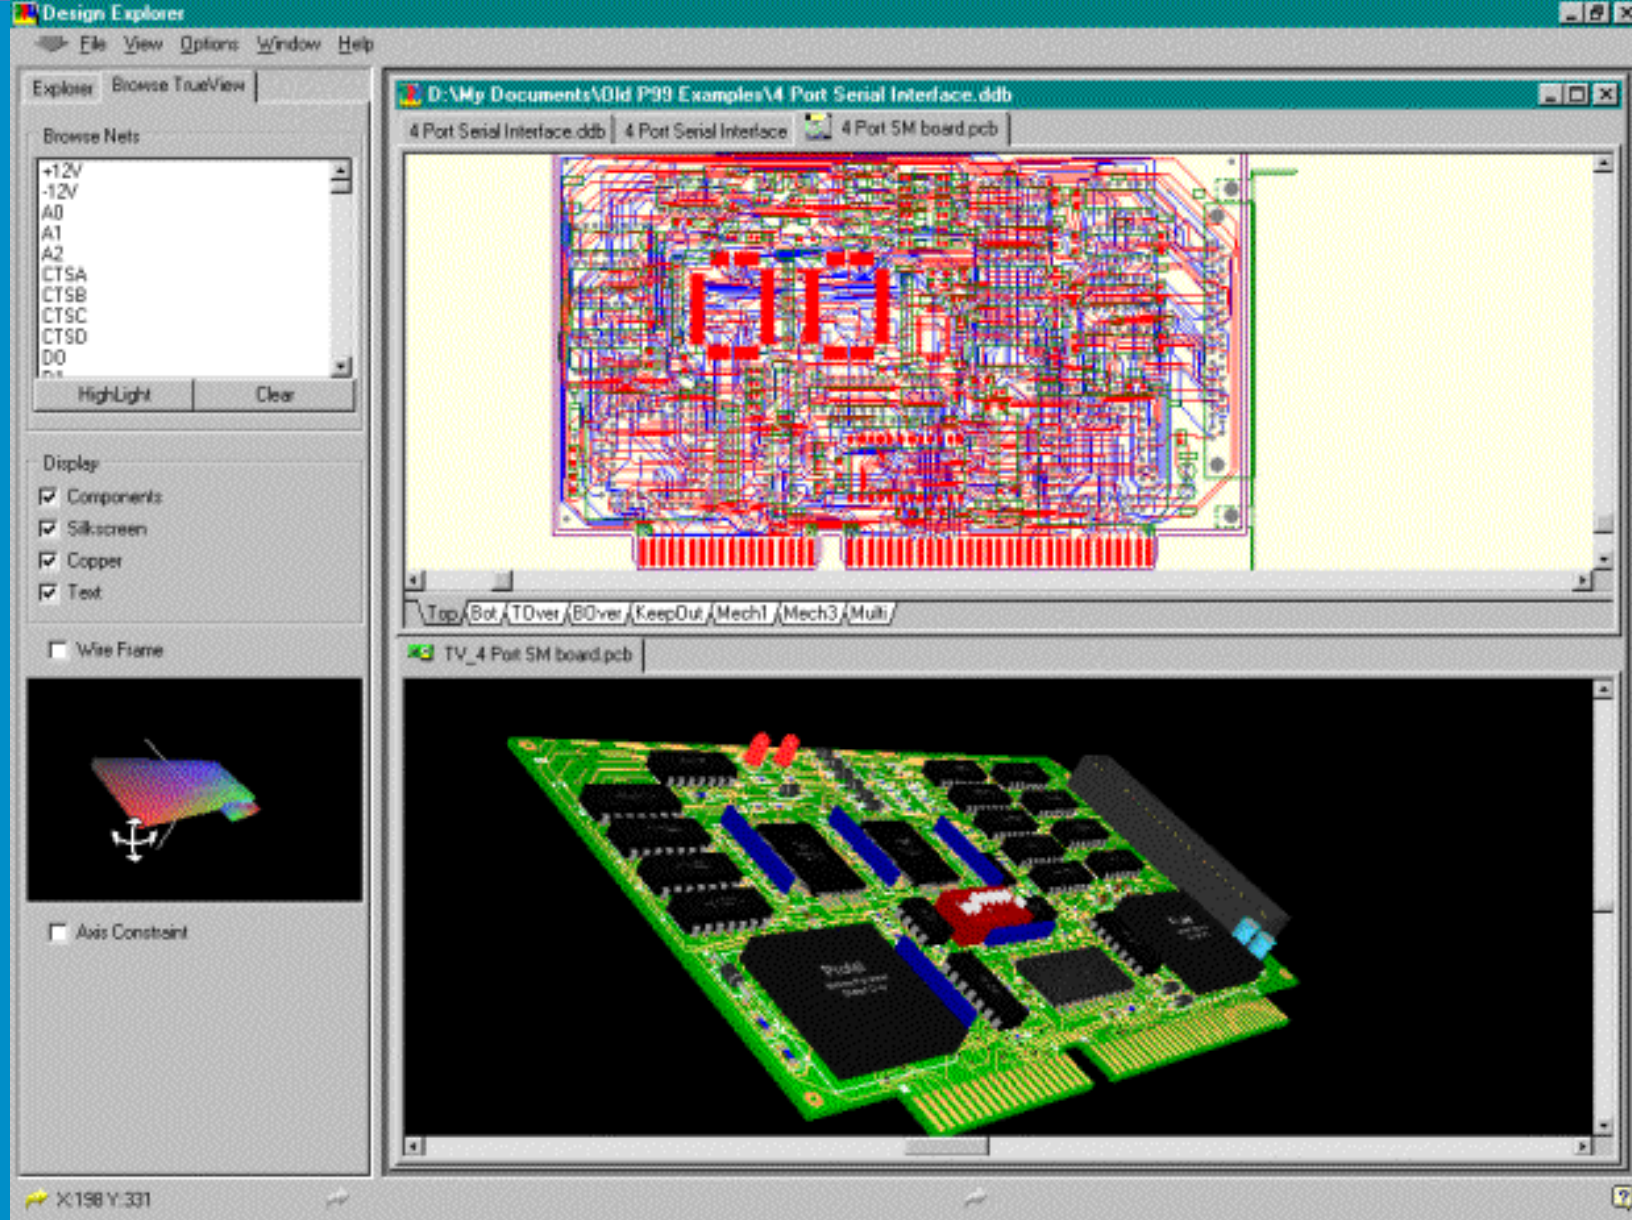 Design Explorer
File View Options Window Help
Explorer Browse TrueView
Browse Nets
+12V
-12V
A0
A1
A2
CTSA
CTSB
CTSC
CTSD
D0
HighLight Clear
Display
Components
Silkscreen
Copper
Text
Wire Frame
Axis Constraint
X:198 Y:331
D:\My Documents\Old P99 Examples\4 Port Serial Interface.ddb
4 Port Serial Interface.ddb 4 Port Serial Interface 4 Port SM board.pcb
Top Bot TOver BOver KeepOut Mech1 Mech3 Multi
TV_4 Port SM board.pcb
Protel